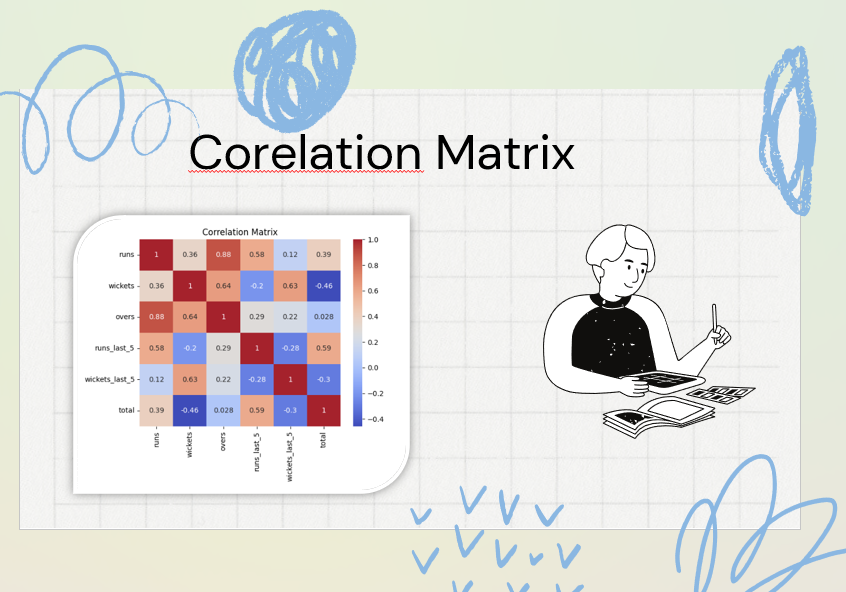 Corelation Matrix
Correlation Matrix
runs 1 0.36 0.88 0.58 0.12 0.39
wickets 0.36 1 0.64 -0.2 0.63 -0.46
overs 0.88 0.64 1 0.29 0.22 0.028
runs_last_5 0.58 -0.2 0.29 1 -0.28 0.59
wickets_last_5 0.12 0.63 0.22 -0.28 1 -0.3
total 0.39 -0.46 0.028 0.59 -0.3 1
runs wickets overs runs_last_5 wickets_last_5 total
1.0
0.8
0.6
0.4
0.2
0.0
−0.2
−0.4